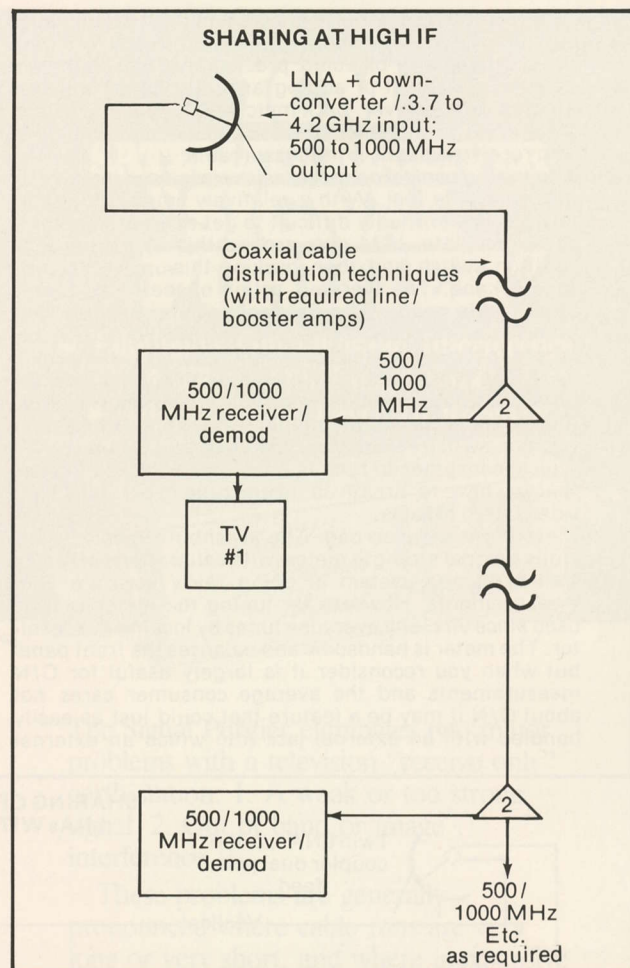 SHARING AT HIGH IF
LNA + down-
converter /.3.7 to
4.2 GHz input;
500 to 1000 MHz
output
Coaxial cable
distribution techniques
(with required line/
booster amps)
500/
1000
MHz
2
500/1000
MHz receiver/
demod
TV
#1
2
500/1000
MHz receiver/
demod
500/
1000 MHz
Etc.
as required